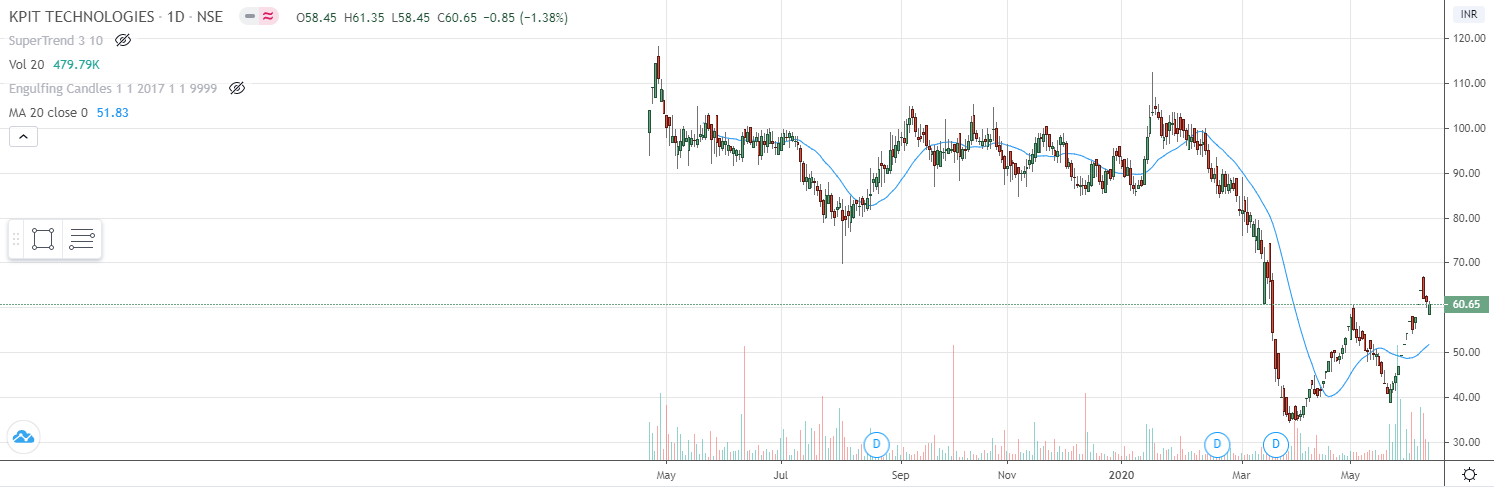 KPIT TECHNOLOGIES · 1D · NSE O58.45 H61.35 L58.45 C60.65 −0.85 (−1.38%)
INR
SuperTrend 3 10
Vol 20 479.79K
Engulfing Candles 1 1 2017 1 1 9999
MA 20 close 0 51.83
120.00
110.00
100.00
90.00
80.00
70.00
60.65
50.00
40.00
30.00
D D D
May Jul Sep Nov 2020 Mar May